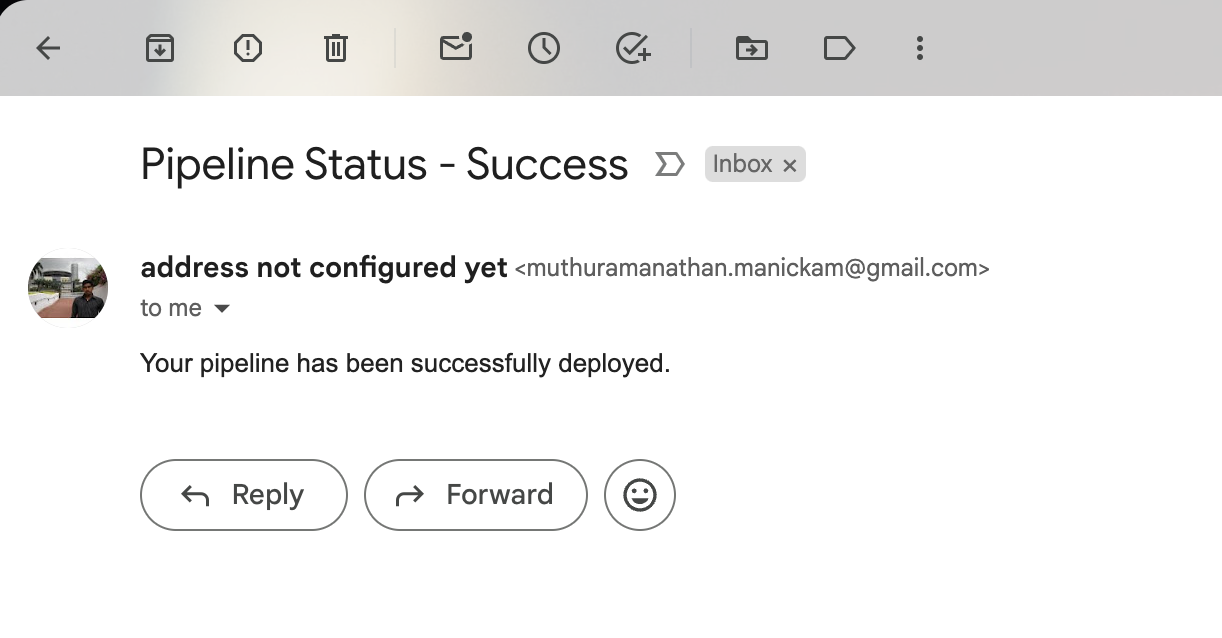 Pipeline Status - Success Inbox ×
address not configured yet <muthuramanathan.manickam@gmail.com>
to me
Your pipeline has been successfully deployed.
Reply Forward